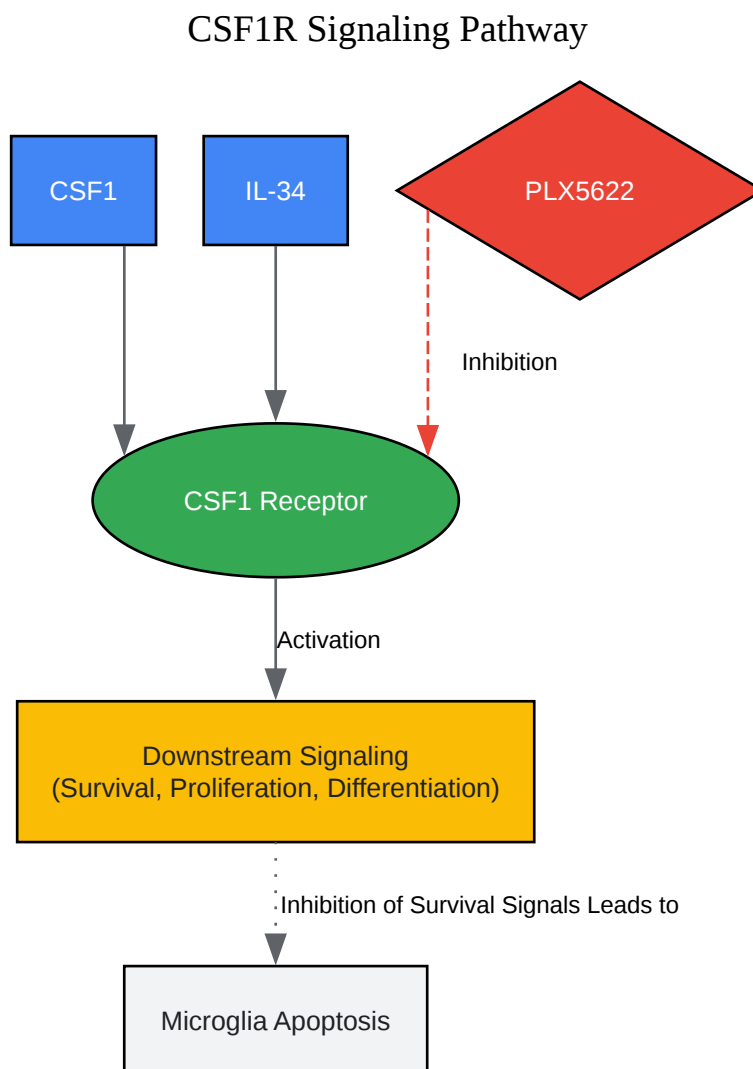 CSF1R Signaling Pathway
CSF1
IL-34
PLX5622
Inhibition
CSF1 Receptor
Activation
Downstream Signaling
(Survival, Proliferation, Differentiation)
Inhibition of Survival Signals Leads to
Microglia Apoptosis